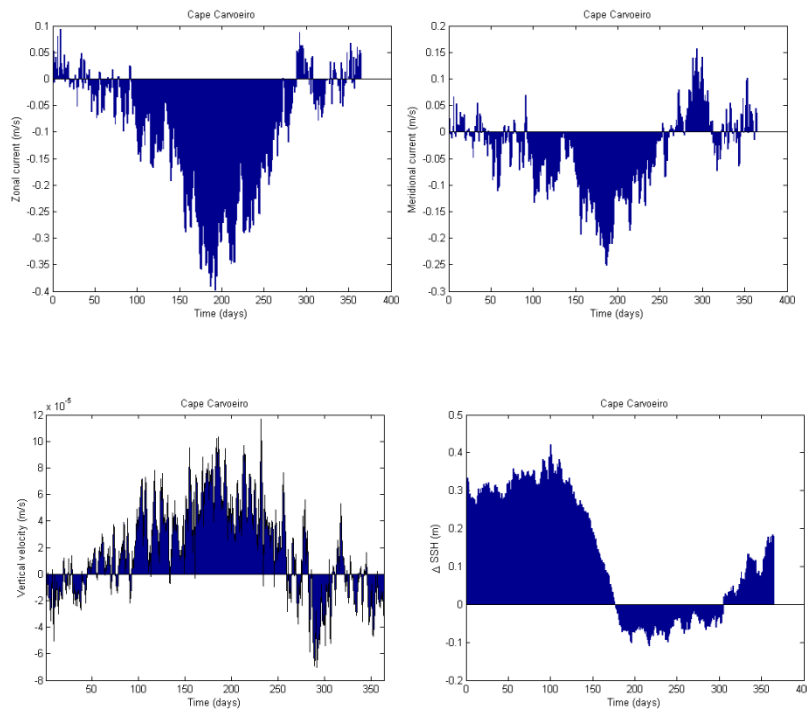 Cape Carvoeiro
0.1
0.05
0
-0.05
-0.1
-0.15
-0.2
-0.25
-0.3
-0.35
-0.4
Zonal current (m/s)
0 50 100 150 200 250 300 350 400
Time (days)
Cape Carvoeiro
0.2
0.15
0.1
0.05
0
-0.05
-0.1
-0.15
-0.2
-0.25
-0.3
Meridional current (m/s)
0 50 100 150 200 250 300 350 400
Time (days)
Cape Carvoeiro
x 10-5
12
10
8
6
4
2
0
-2
-4
-6
-8
Vertical velocity (m/s)
50 100 150 200 250 300 350
Time (days)
Cape Carvoeiro
0.5
0.4
0.3
0.2
0.1
0
-0.1
-0.2
Δ SSH (m)
0 50 100 150 200 250 300 350 40
Time (days)